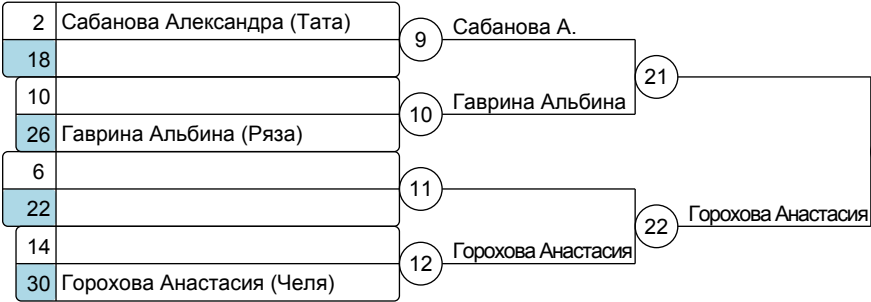 2 Сабанова Александра (Тата)
18
9 Сабанова А.
21
10
26 Гаврина Альбина (Ряза)
10 Гаврина Альбина
6
22
11
22 Горохова Анастасия
14
30 Горохова Анастасия (Челя)
12 Горохова Анастасия